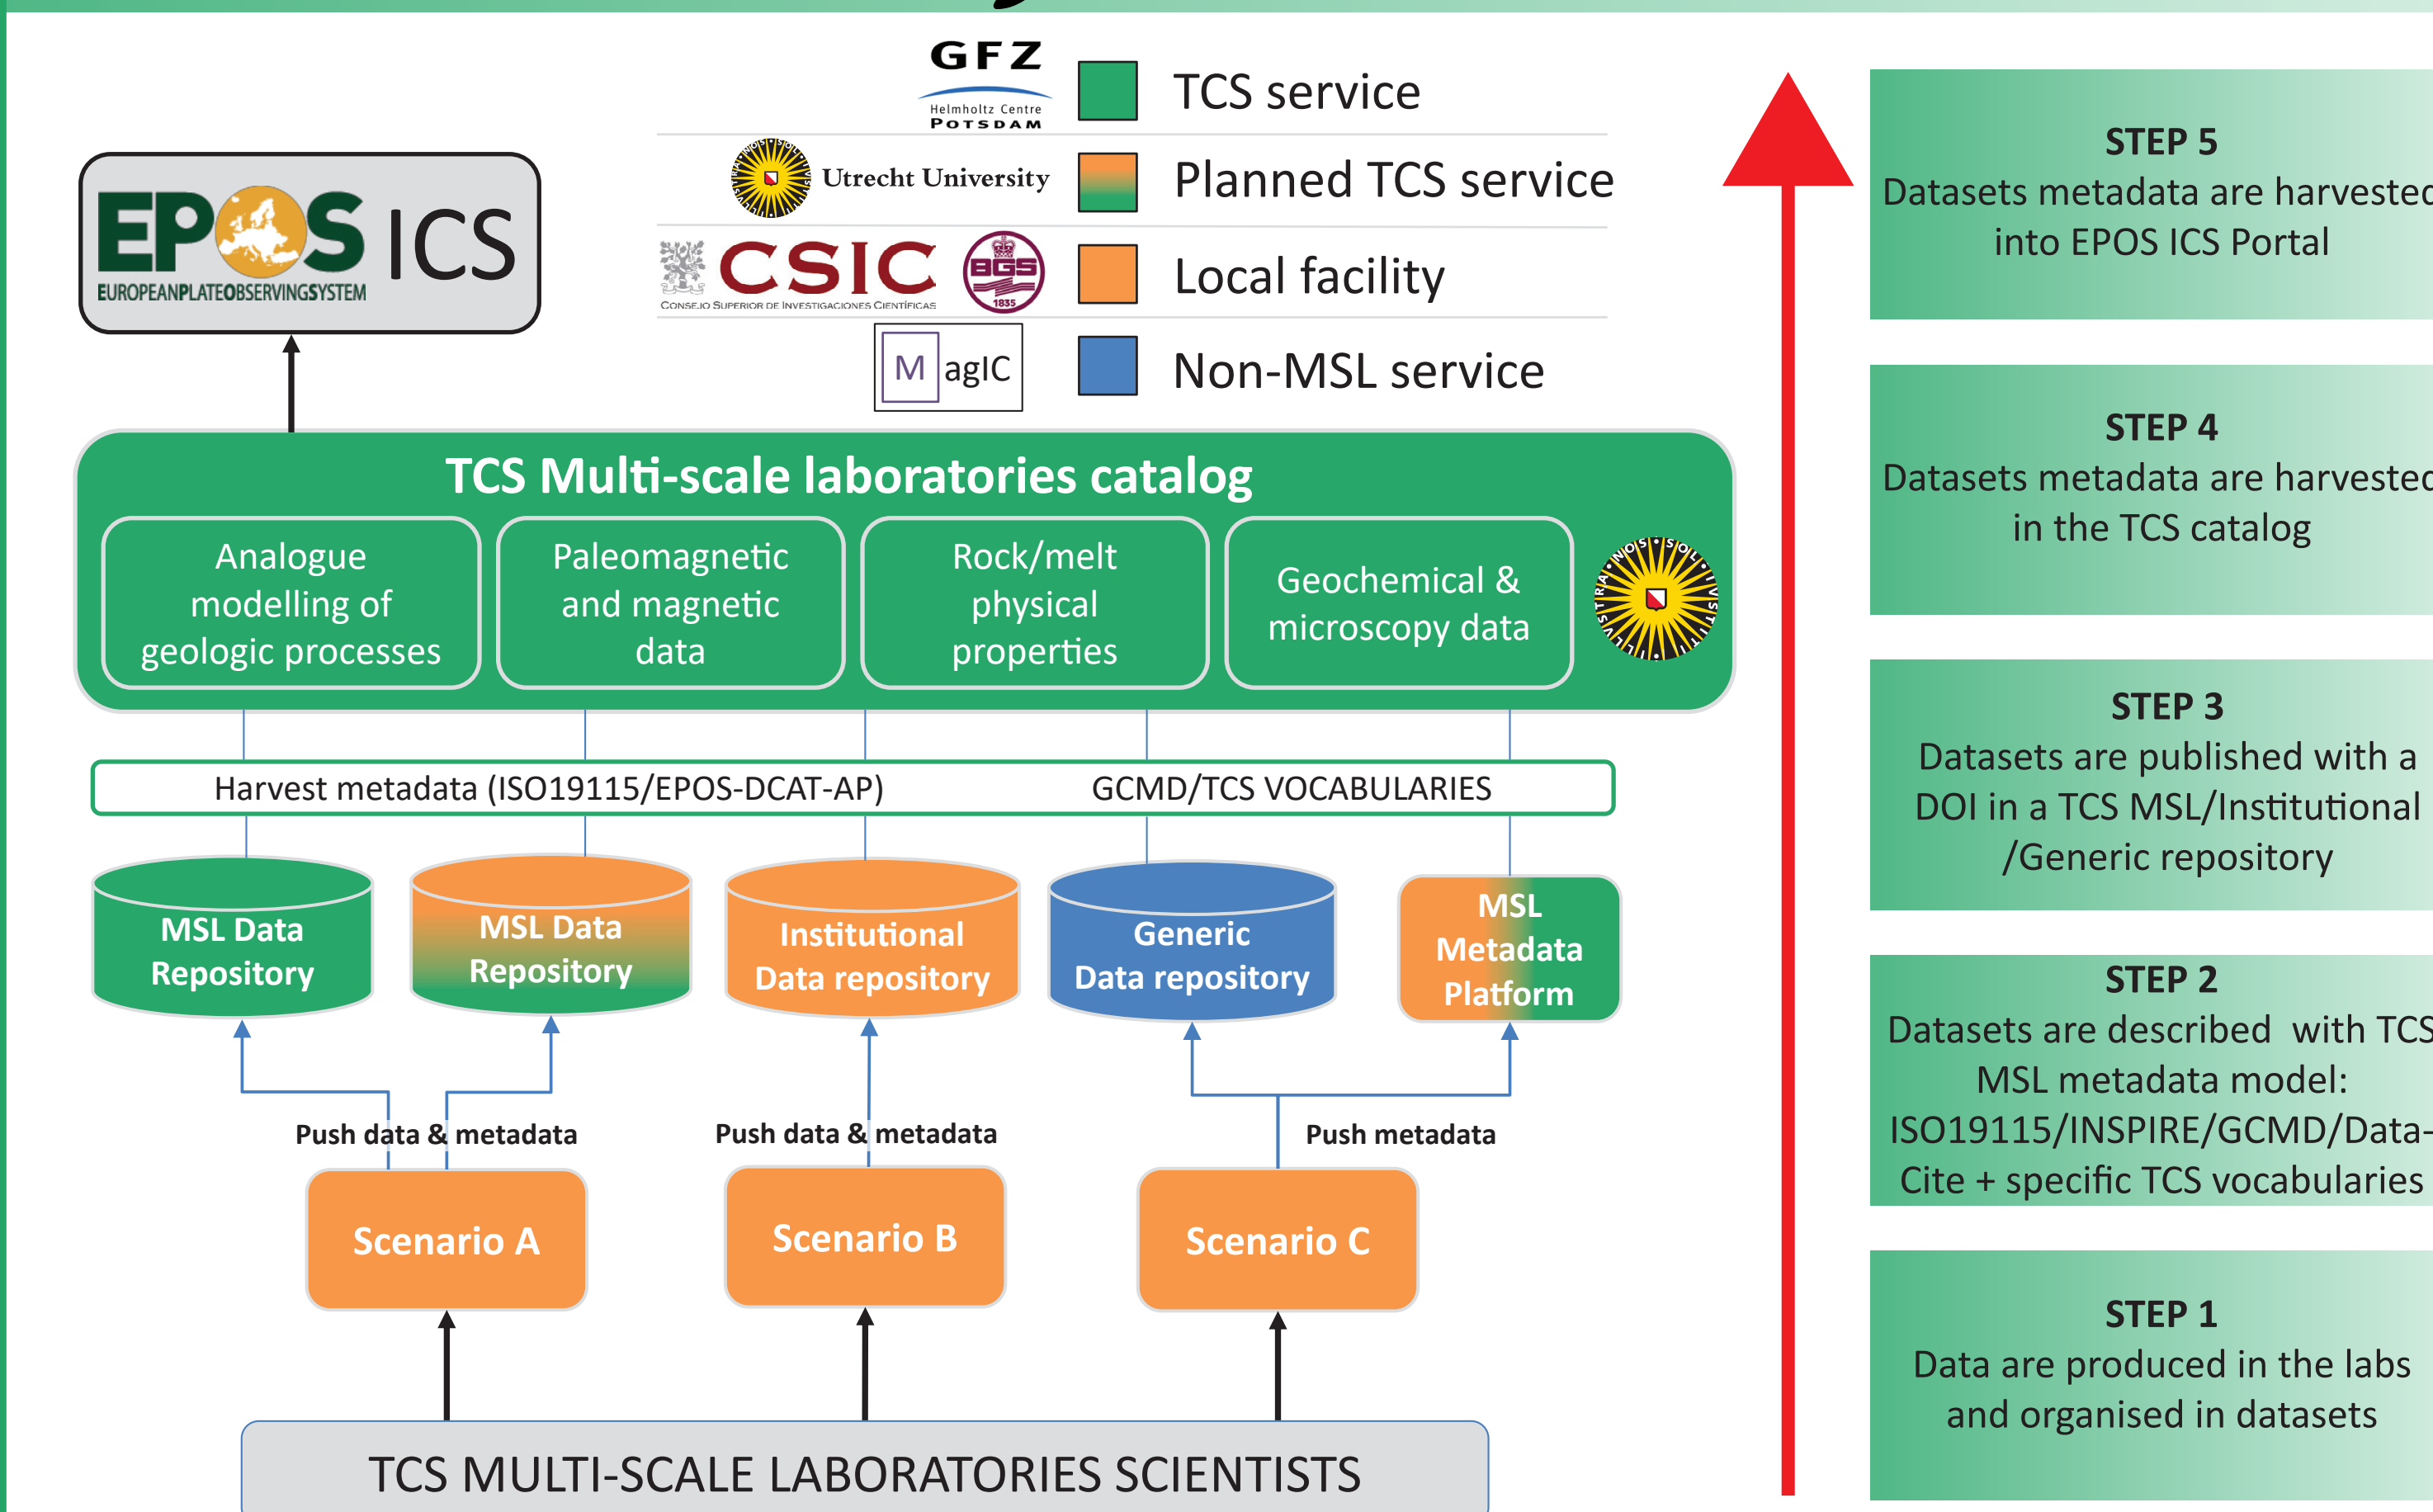 GFZ
Helmholtz Centre
POTSDAM
TCS service
Utrecht University
Planned TCS service
CSIC
CONSEJO SUPERIOR DE INVESTIGACIONES CIENTÍFICAS
BGS
1835
Local facility
M agIC
Non-MSL service
EPOS ICS
EUROPEANPLATEOBSERVINGSYSTEM
TCS Multi-scale laboratories catalog
Analogue
modelling of
geologic processes
Paleomagnetic
and magnetic
data
Rock/melt
physical
properties
Geochemical &
microscopy data
Harvest metadata (ISO19115/EPOS-DCAT-AP)
GCMD/TCS VOCABULARIES
MSL Data
Repository
MSL Data
Repository
Institutional
Data repository
Generic
Data repository
MSL
Metadata
Platform
Push data & metadata
Push data & metadata
Push metadata
Scenario A
Scenario B
Scenario C
TCS MULTI-SCALE LABORATORIES SCIENTISTS
STEP 5
Datasets metadata are harvested
into EPOS ICS Portal
STEP 4
Datasets metadata are harvested
in the TCS catalog
STEP 3
Datasets are published with a
DOI in a TCS MSL/Institutional
/Generic repository
STEP 2
Datasets are described with TCS
MSL metadata model:
ISO19115/INSPIRE/GCMD/Data-
Cite + specific TCS vocabularies
STEP 1
Data are produced in the labs
and organised in datasets